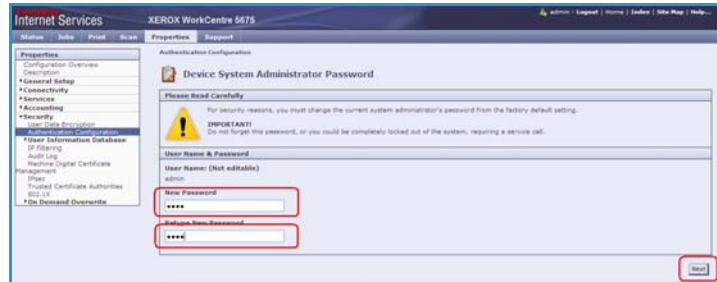 Internet Services
XEROX WorkCentre 5675
admin - Logout | Home | Index | Site Map | Help...
Status Jobs Print Scan Properties Support
Properties
Configuration Overview
Description
General Setup
Connectivity
Services
Accounting
Security
User Data Encryption
Authentication Configuration
User Information Database
IP Filtering
Audit Log
Machine Digital Certificate
Management
IPsec
Trusted Certificate Authorities
802.1X
On Demand Overwrite
Authentication Configuration
Device System Administrator Password
Please Read Carefully
For security reasons, you must change the current system administrator's password from the factory default setting.
IMPORTANT!
Do not forget this password, or you could be completely locked out of the system, requiring a service call.
User Name & Password
User Name: (Not editable)
admin
New Password
••••
Retype New Password
••••
Next